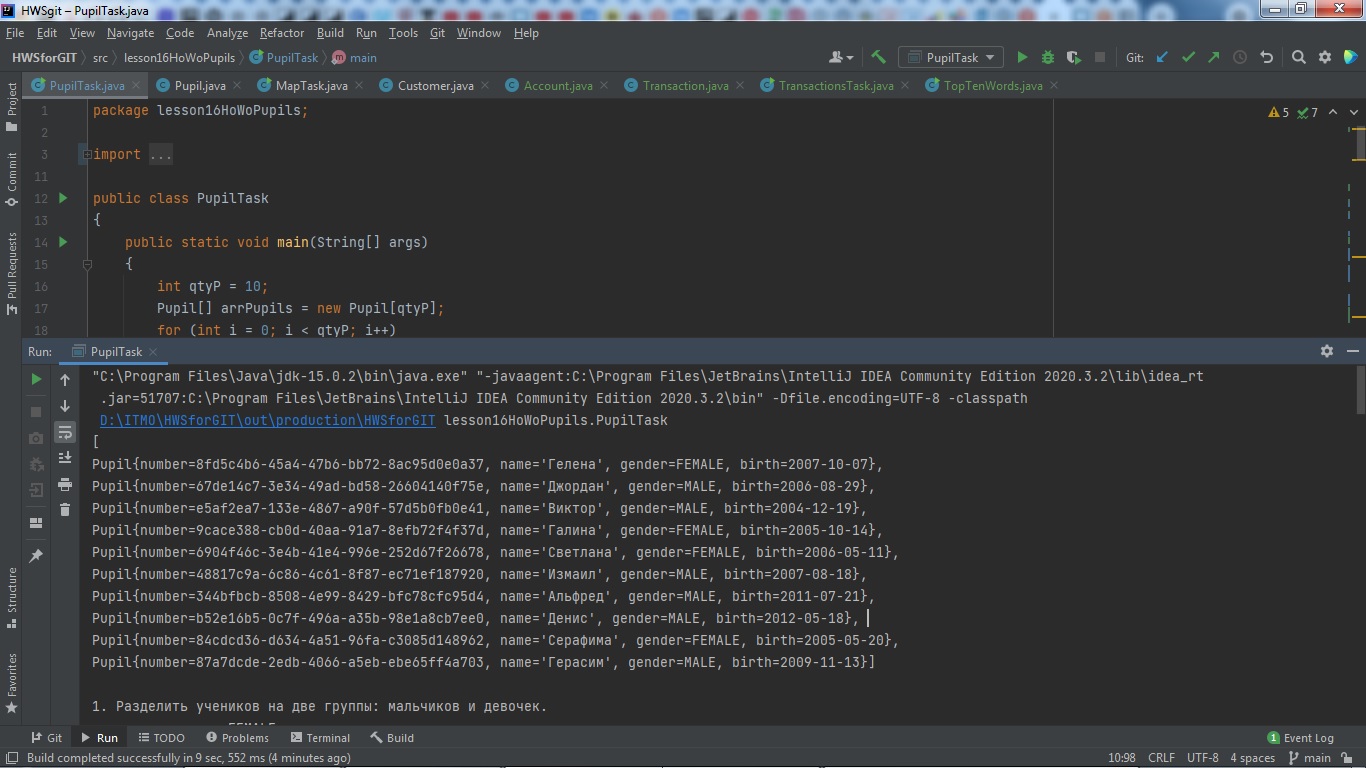 HWSgit – PupilTask.java
File Edit View Navigate Code Analyze Refactor Build Run Tools Git Window Help
HWSforGIT src lesson16HoWoPupils PupilTask main PupilTask Git:
PupilTask.java Pupil.java MapTask.java Customer.java Account.java Transaction.java TransactionsTask.java TopTenWords.java
Project
Commit
Pull Requests
Structure
Favorites
5 7
1 package lesson16HoWoPupils;
2
3 import ...
11
12 public class PupilTask
13 {
14 public static void main(String[] args)
15 {
16 int qtyP = 10;
17 Pupil[] arrPupils = new Pupil[qtyP];
18 for (int i = 0; i < qtyP; i++)
Run: PupilTask
"C:\Program Files\Java\jdk-15.0.2\bin\java.exe" "-javaagent:C:\Program Files\JetBrains\IntelliJ IDEA Community Edition 2020.3.2\lib\idea_rt
.jar=51707:C:\Program Files\JetBrains\IntelliJ IDEA Community Edition 2020.3.2\bin" -Dfile.encoding=UTF-8 -classpath
D:\ITMO\HWSforGIT\out\production\HWSforGIT lesson16HoWoPupils.PupilTask
[
Pupil{number=8fd5c4b6-45a4-47b6-bb72-8ac95d0e0a37, name='Гелена', gender=FEMALE, birth=2007-10-07},
Pupil{number=67de14c7-3e34-49ad-bd58-26604140f75e, name='Джордан', gender=MALE, birth=2006-08-29},
Pupil{number=e5af2ea7-133e-4867-a90f-57d5b0fb0e41, name='Виктор', gender=MALE, birth=2004-12-19},
Pupil{number=9cace388-cb0d-40aa-91a7-8efb72f4f37d, name='Галина', gender=FEMALE, birth=2005-10-14},
Pupil{number=6904f46c-3e4b-41e4-996e-252d67f26678, name='Светлана', gender=FEMALE, birth=2006-05-11},
Pupil{number=48817c9a-6c86-4c61-8f87-ec71ef187920, name='Измаил', gender=MALE, birth=2007-08-18},
Pupil{number=344bfbcb-8508-4e99-8429-bfc78cfc95d4, name='Альфред', gender=MALE, birth=2011-07-21},
Pupil{number=b52e16b5-0c7f-496a-a35b-98e1a8cb7ee0, name='Денис', gender=MALE, birth=2012-05-18},
Pupil{number=84cdcd36-d634-4a51-96fa-c3085d148962, name='Серафима', gender=FEMALE, birth=2005-05-20},
Pupil{number=87a7dcde-2edb-4066-a5eb-ebe65ff4a703, name='Герасим', gender=MALE, birth=2009-11-13}]
1. Разделить учеников на две группы: мальчиков и девочек.
Git Run TODO Problems Terminal Build 1 Event Log
Build completed successfully in 9 sec, 552 ms (4 minutes ago) 10:98 CRLF UTF-8 4 spaces main